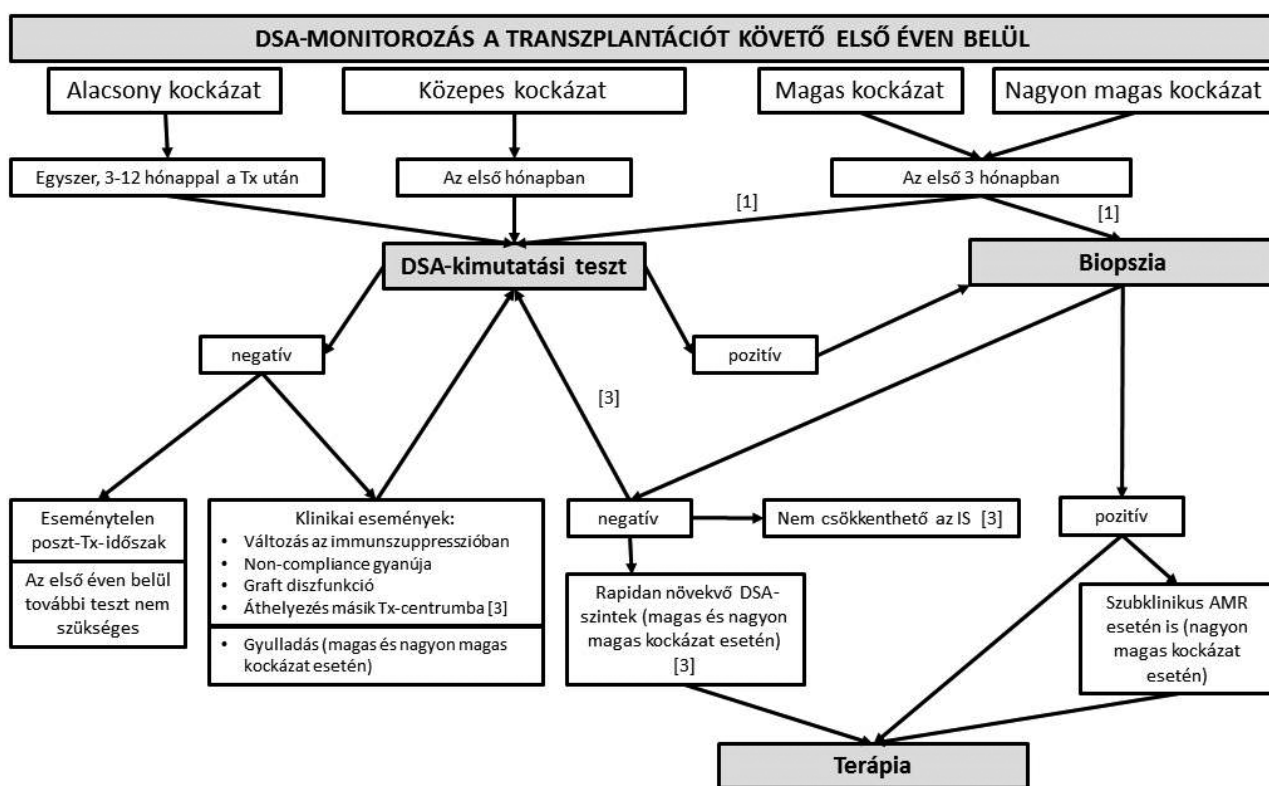 DSA-MONITOROZÁS A TRANSZPLANTÁCIÓT KÖVETŐ ELSŐ ÉVEN BELÜL
Alacsony kockázat
Közepes kockázat
Magas kockázat
Nagyon magas kockázat
Egyszer, 3-12 hónappal a Tx után
Az első hónapban
Az első 3 hónapban
[1]
[1]
DSA-kimutatási teszt
Biopszia
negatív
pozitív
[3]
Eseménytelen
poszt-Tx-időszak
Az első éven belül
további teszt nem
szükséges
Klinikai események:
• Változás az immunszuppresszióban
• Non-compliance gyanúja
• Graft diszfunkció
• Áthelyezés másik Tx-centrumba [3]
• Gyulladás (magas és nagyon magas
kockázat esetén)
negatív
Nem csökkenthető az IS [3]
pozitív
Rapidan növekvő DSA-
szintek (magas és nagyon
magas kockázat esetén)
[3]
Szubklinikus AMR
esetén is (nagyon
magas kockázat
esetén)
Terápia